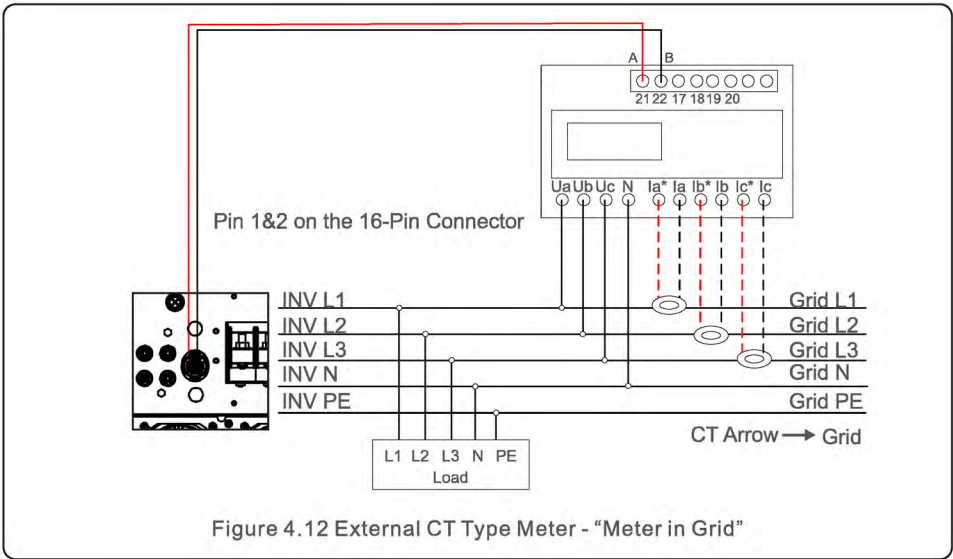 A B
21 22 17 18 19 20
Ua Ub Uc N Ia* Ia Ib* Ib Ic* Ic
Pin 1&2 on the 16-Pin Connector
INV L1 Grid L1
INV L2 Grid L2
INV L3 Grid L3
INV N Grid N
INV PE Grid PE
CT Arrow → Grid
L1 L2 L3 N PE
Load
Figure 4.12 External CT Type Meter - “Meter in Grid”